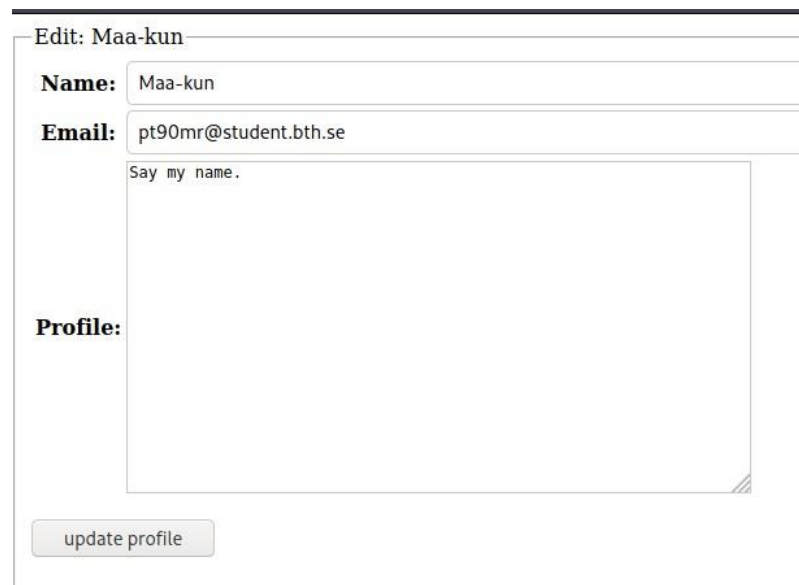 Edit: Maa-kun
Name: Maa-kun
Email: pt90mr@student.bth.se
Say my name.
Profile:
update profile